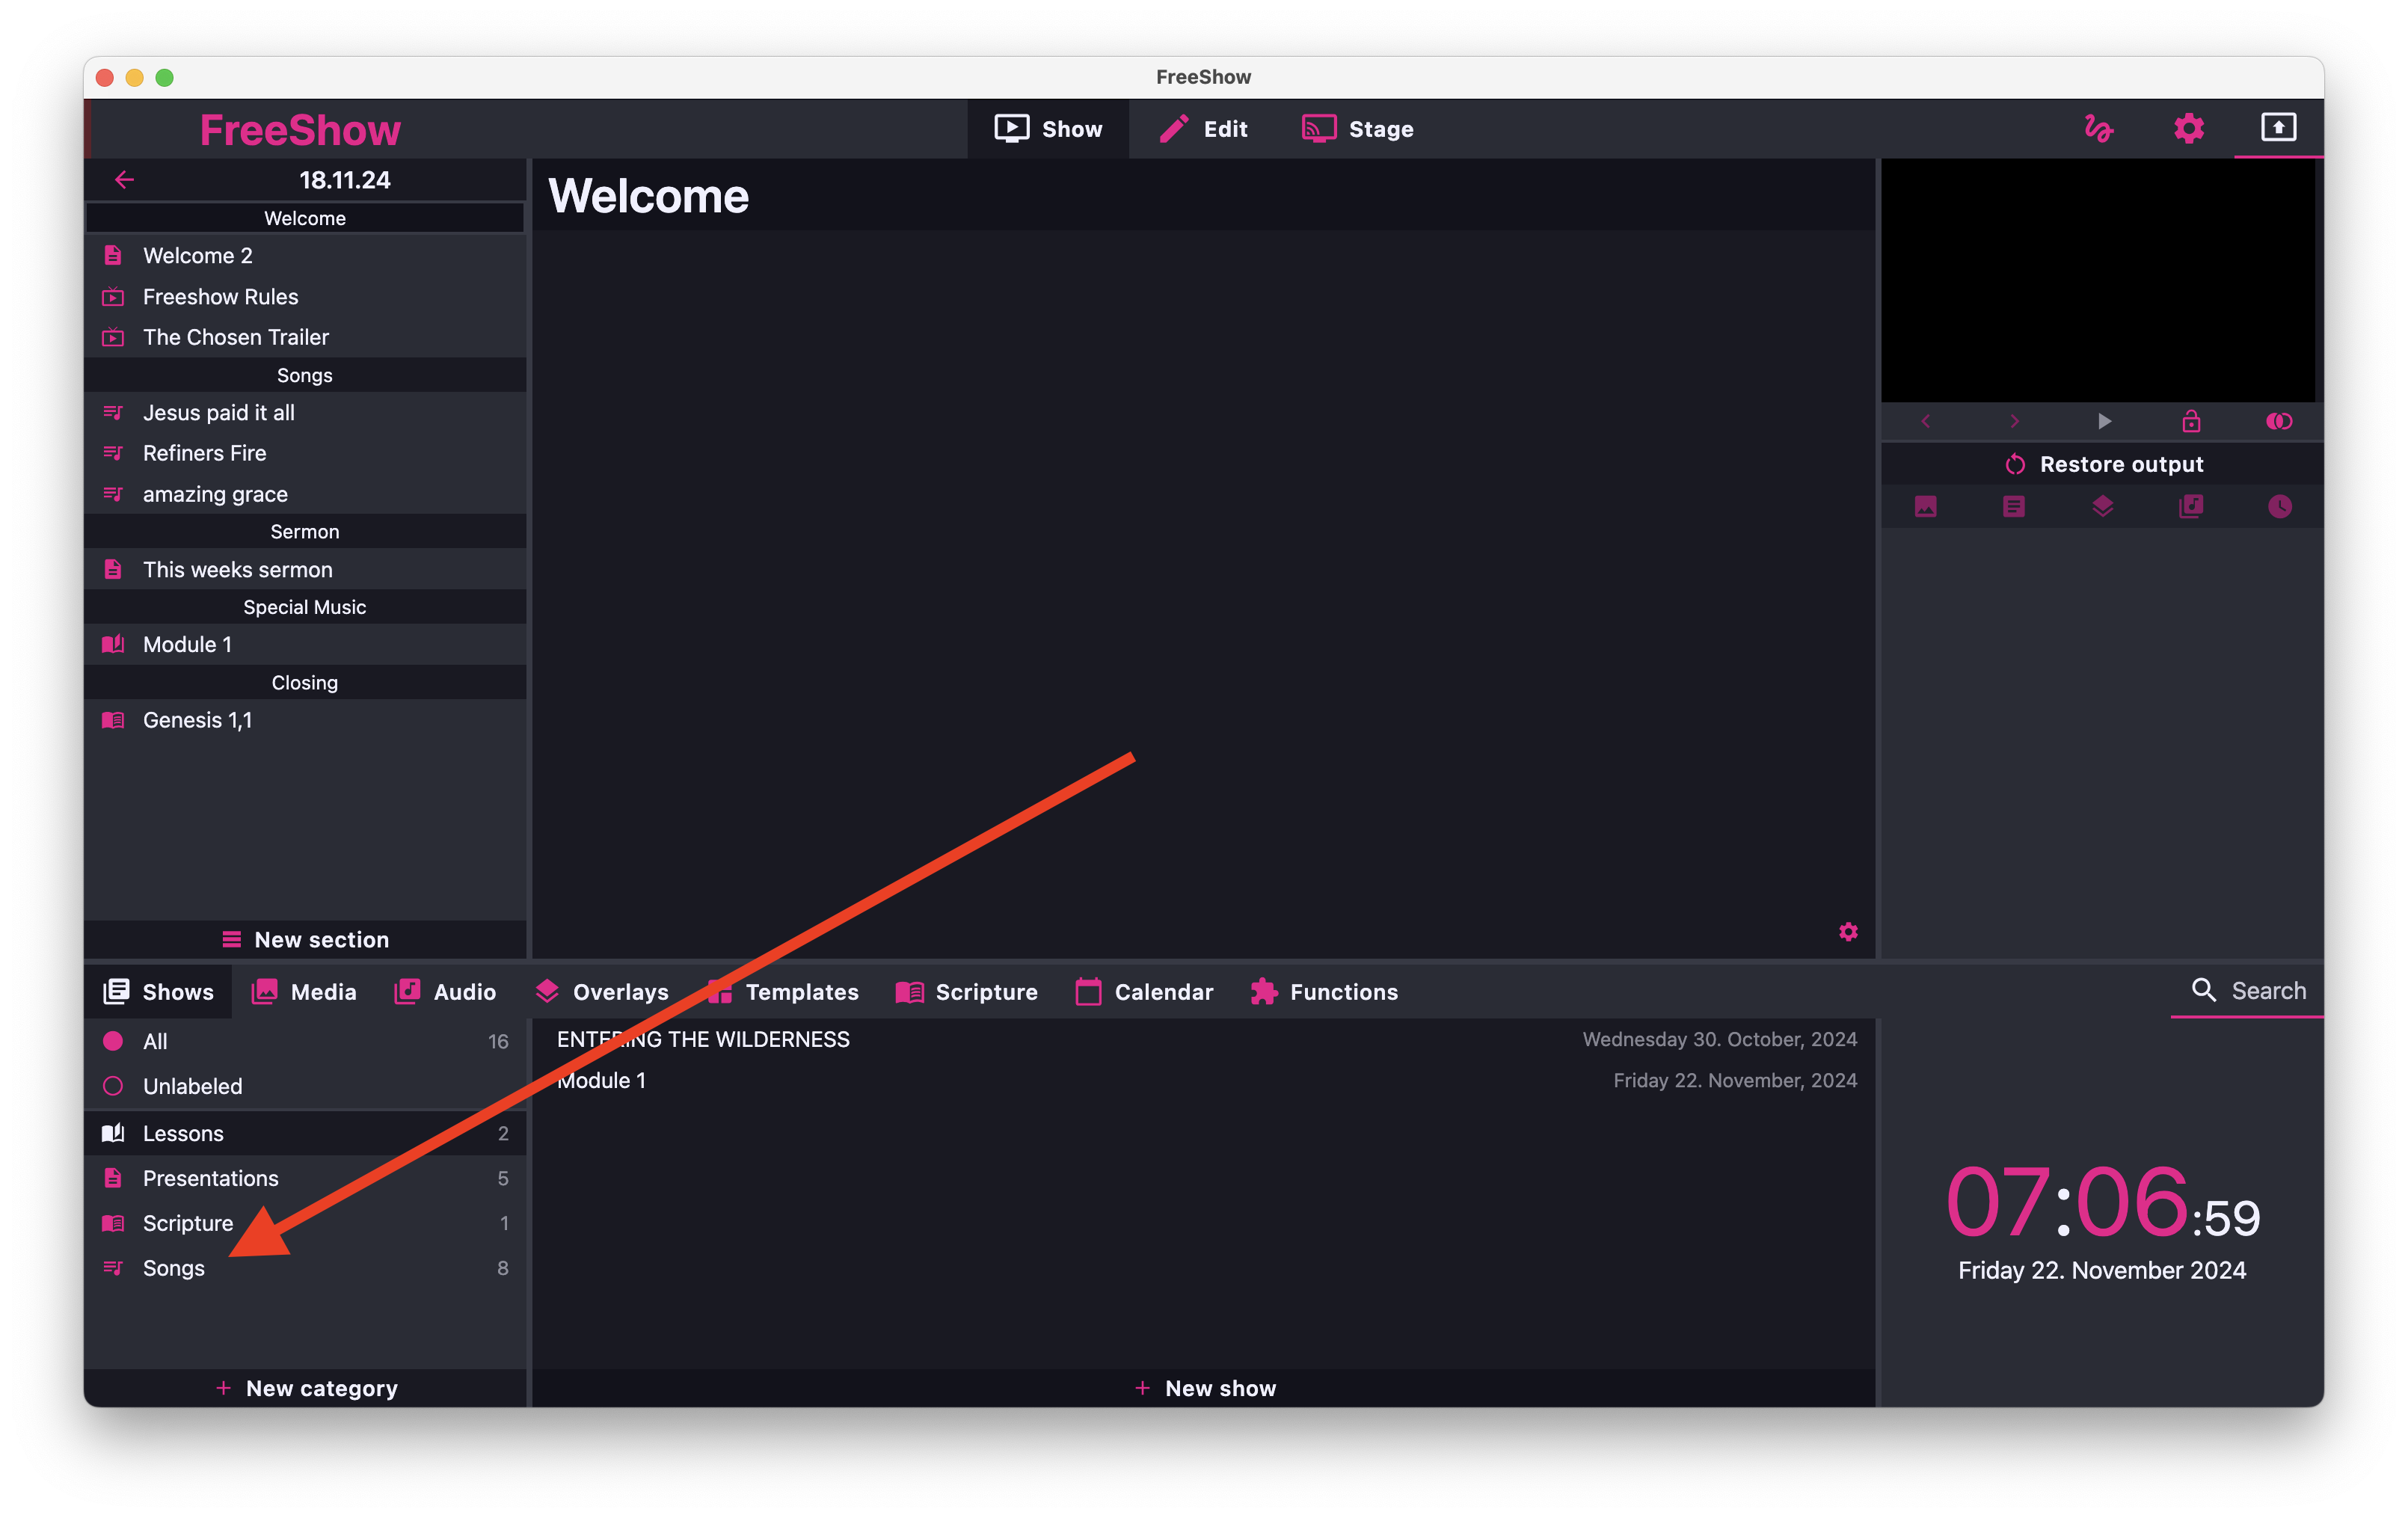 FreeShow
FreeShow
Show
Edit
Stage
18.11.24
Welcome
Welcome 2
Freeshow Rules
The Chosen Trailer
Songs
Jesus paid it all
Refiners Fire
amazing grace
Sermon
This weeks sermon
Special Music
Module 1
Closing
Genesis 1,1
New section
Welcome
Restore output
Shows
Media
Audio
Overlays
Templates
Scripture
Calendar
Functions
Search
All 16
Unlabeled
Lessons 2
Presentations 5
Scripture 1
Songs 8
New category
ENTERING THE WILDERNESS Wednesday 30. October, 2024
Module 1 Friday 22. November, 2024
New show
07:06:59
Friday 22. November 2024